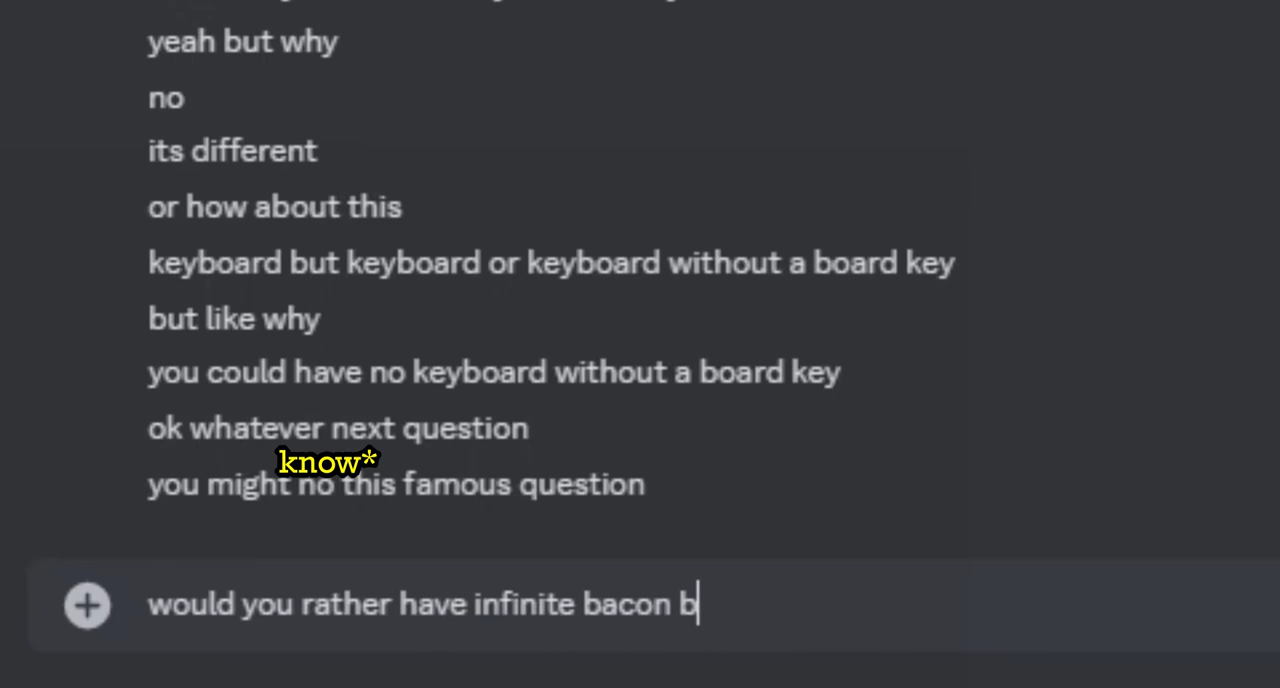 yeah but why
no
its different
or how about this
keyboard but keyboard or keyboard without a board key
but like why
you could have no keyboard without a board key
ok whatever next question
know*
you might no this famous question
would you rather have infinite bacon b